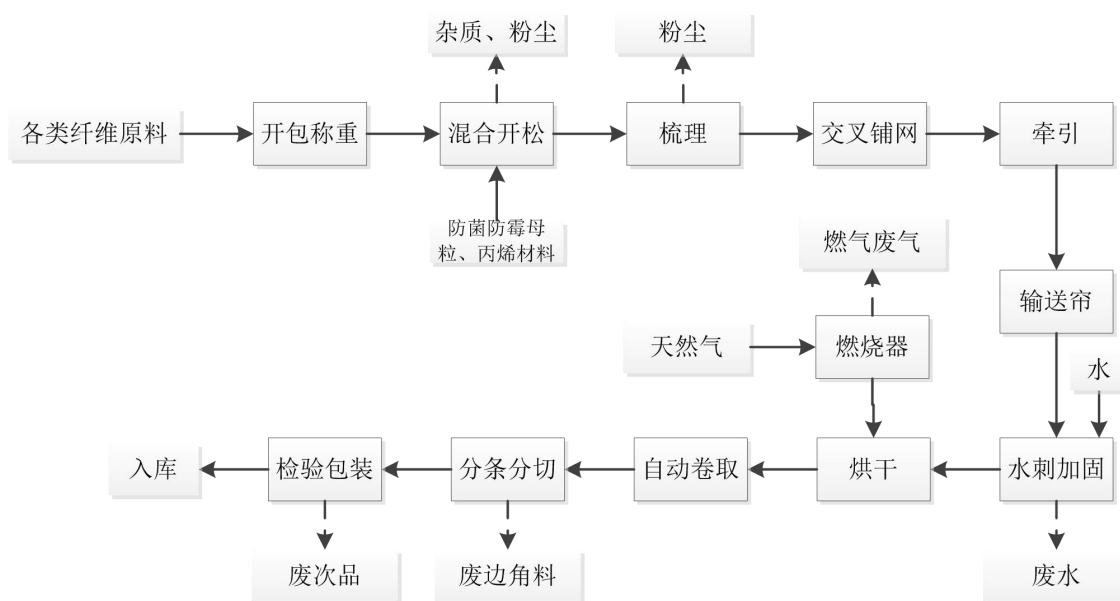 杂质、粉尘
粉尘
各类纤维原料
开包称重
混合开松
梳理
交叉铺网
牵引
防菌防霉母
粒、丙烯材料
燃气废气
输送帘
天然气
燃烧器
水
入库
检验包装
分条分切
自动卷取
烘干
水刺加固
废次品
废边角料
废水